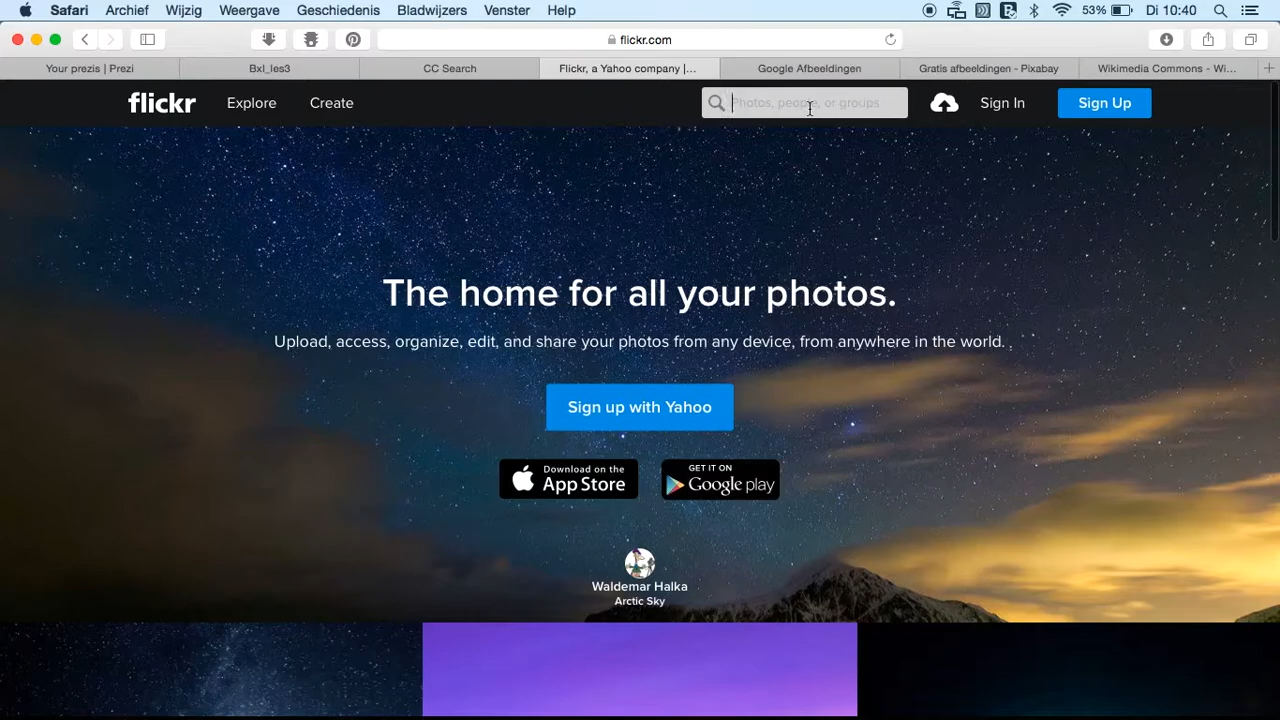 Safari Archief Wijzig Weergave Geschiedenis Bladwijzers Venster Help 53% Di 10:40
flickr.com
Your prezis | Prezi Bxl_les3 CC Search Flickr, a Yahoo company |... Google Afbeeldingen Gratis afbeeldingen - Pixabay Wikimedia Commons - Wi...
flickr Explore Create Photos, people, or groups Sign In Sign Up
The home for all your photos.
Upload, access, organize, edit, and share your photos from any device, from anywhere in the world.
Sign up with Yahoo
Download on the
App Store
GET IT ON
Google play
Waldemar Halka
Arctic Sky